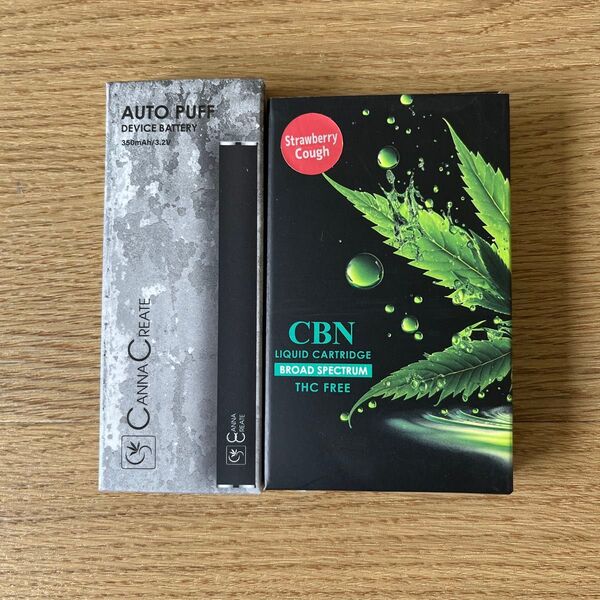 AUTO PUFF
DEVICE BATTERY
350mAh/3.2V
CANNA CREATE
CANNA
CREATE
Strawberry
Cough
CBN
LIQUID CARTRIDGE
BROAD SPECTRUM
THC FREE